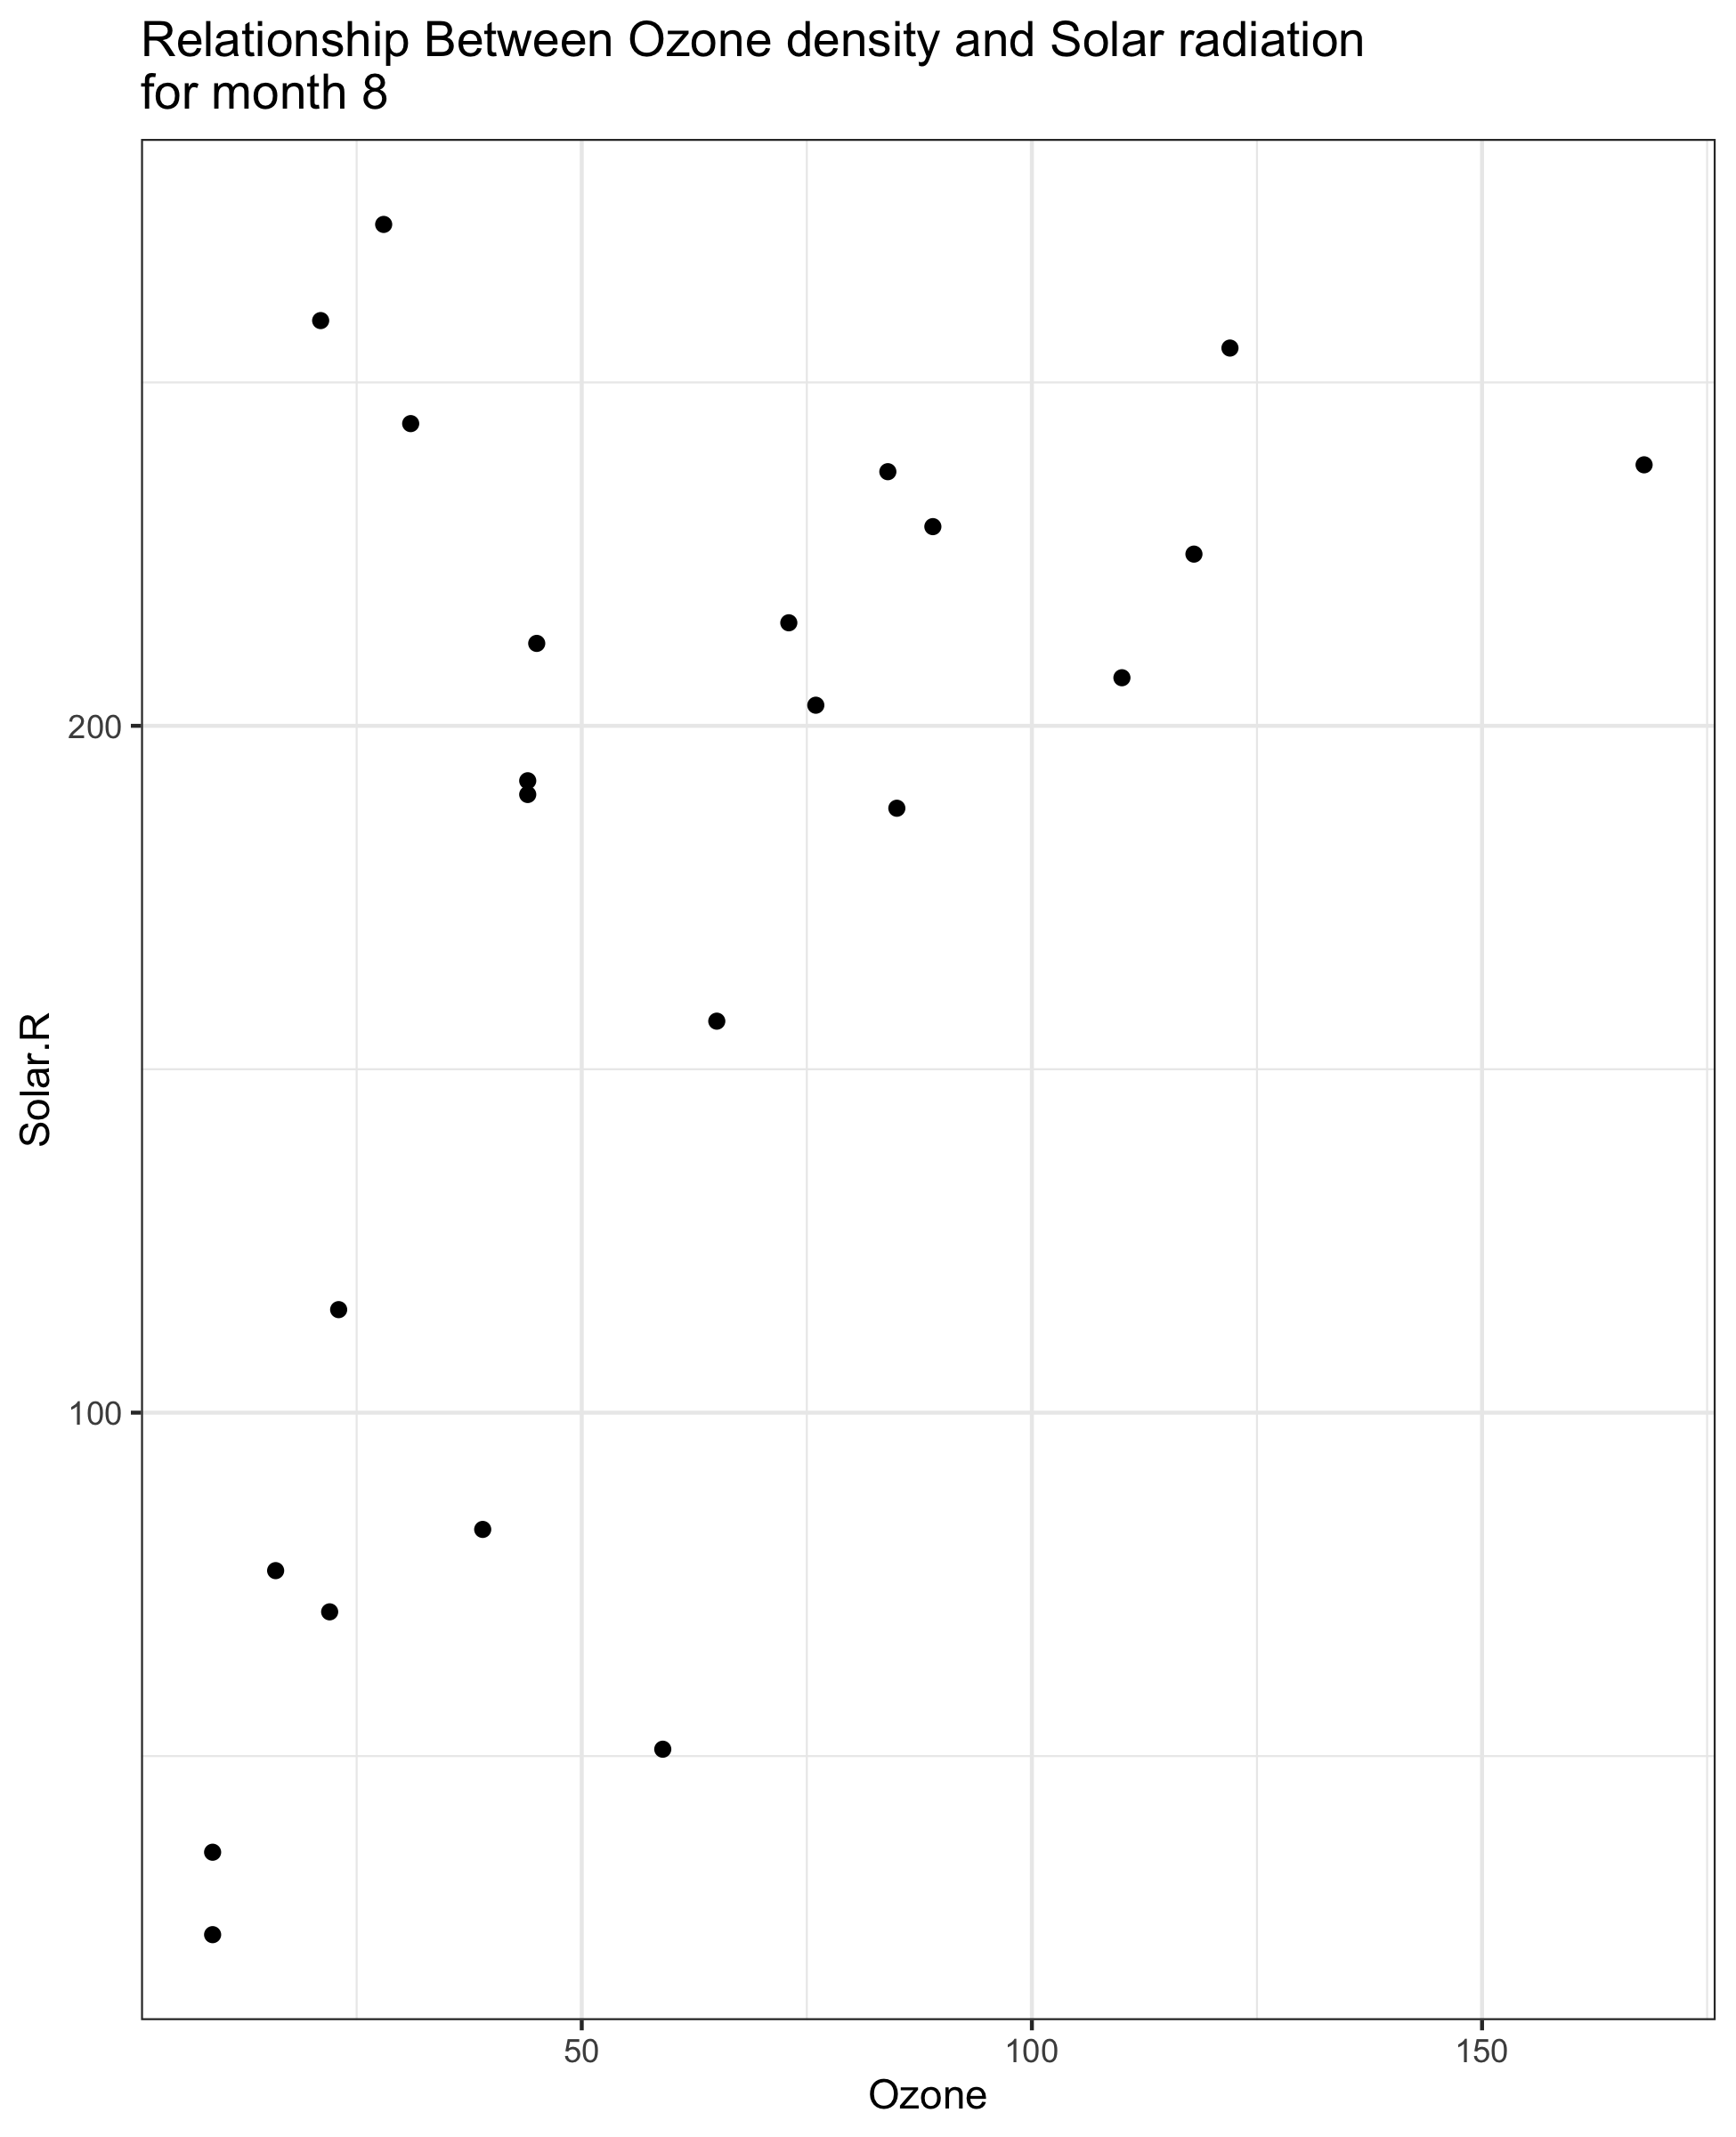 Relationship Between Ozone density and Solar radiation
for month 8
200
Solar.R
100
50
100
150
Ozone